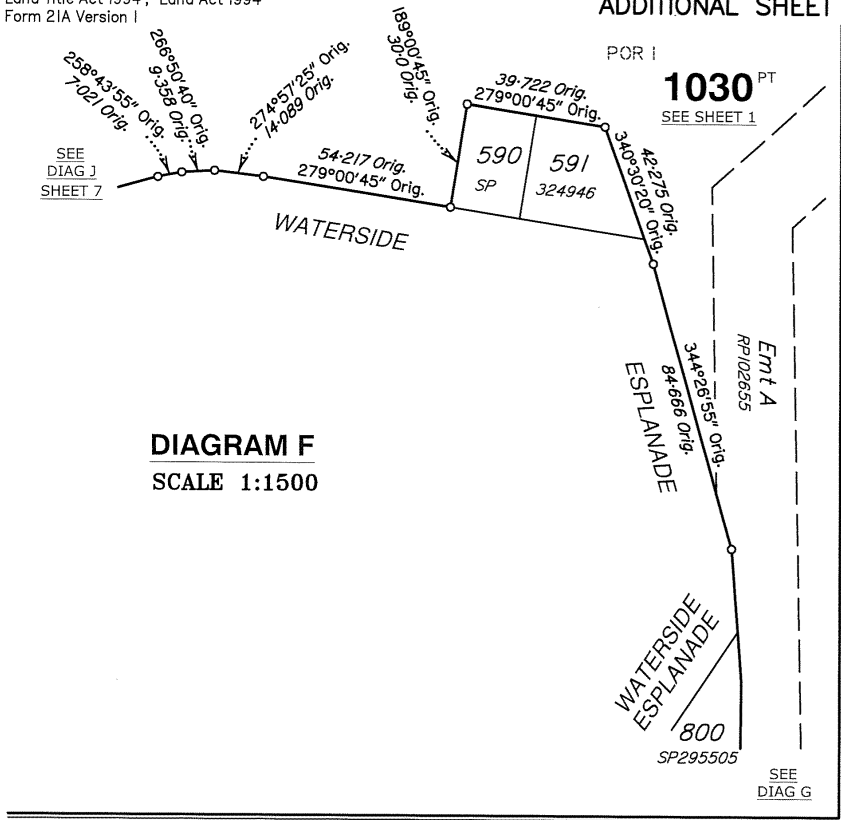 Land Title Act 1994 ; Land Act 1994
Form 21A Version 1
ADDITIONAL SHEET
POR 1
1030 PT
SEE SHEET 1
258°43'55" Orig.
7·021 Orig.
266°50'40" Orig.
9·358 Orig.
274°57'25" Orig.
14·089 Orig.
189°00'45" Orig.
30·0 Orig.
39·722 Orig.
279°00'45" Orig.
SEE
DIAG J
SHEET 7
54·217 Orig.
279°00'45" Orig.
590
SP
591
324946
42·275 Orig.
340°30'20" Orig.
WATERSIDE
ESPLANADE
344°26'55" Orig.
84·666 Orig.
Emt A
RP102655
DIAGRAM F
SCALE 1:1500
WATERSIDE
ESPLANADE
800
SP295505
SEE
DIAG G